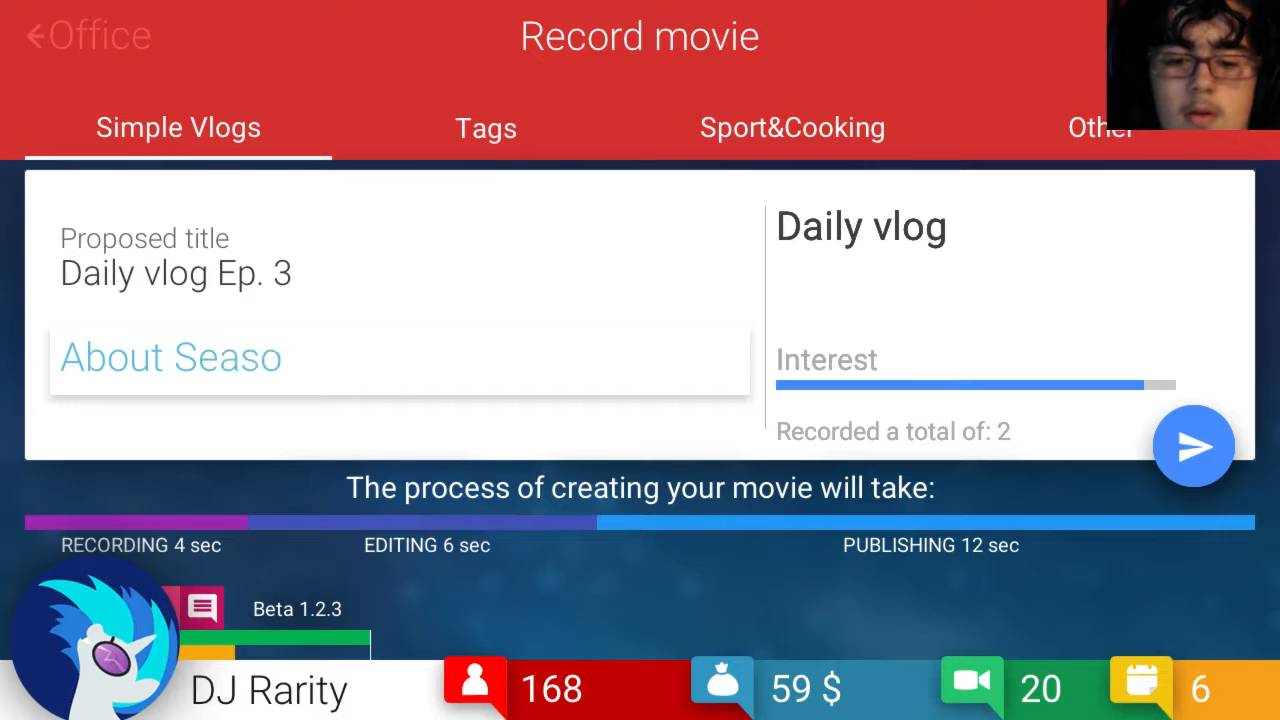 Office
Record movie
Simple Vlogs
Tags
Sport&Cooking
Other
Proposed title
Daily vlog Ep. 3
About Seaso
Daily vlog
Interest
Recorded a total of: 2
The process of creating your movie will take:
RECORDING 4 sec
EDITING 6 sec
PUBLISHING 12 sec
Beta 1.2.3
DJ Rarity
168
59 $
20
6